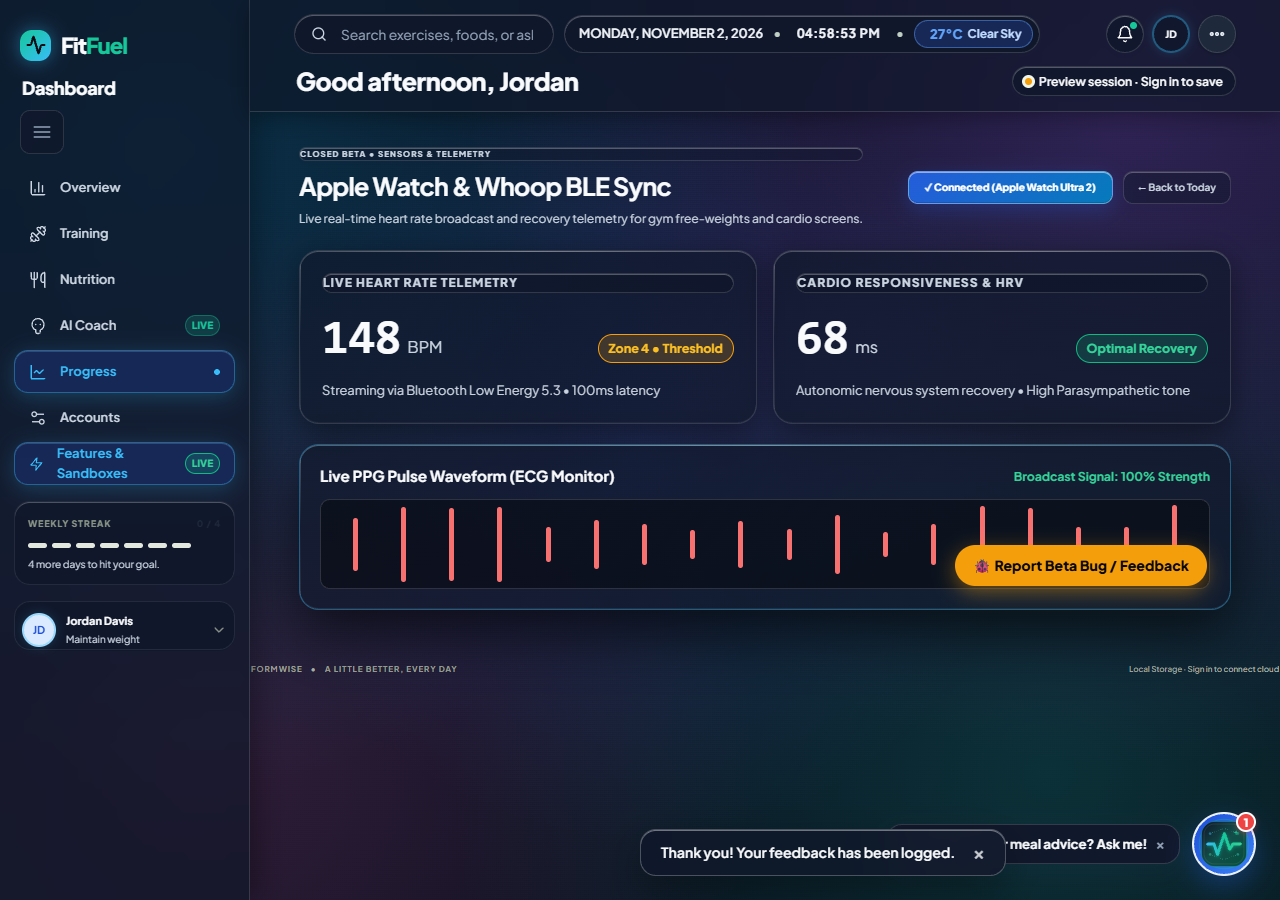 FitFuel
Dashboard
Overview
Training
Nutrition
AI Coach
LIVE
Progress
Accounts
Features &
Sandboxes
LIVE
WEEKLY STREAK
0 / 4
4 more days to hit your goal.
JD
Jordan Davis
Maintain weight
Search exercises, foods, or asl
MONDAY, NOVEMBER 2, 2026 • 04:58:53 PM • 27°C Clear Sky
JD
•••
Good afternoon, Jordan
Preview session · Sign in to save
CLOSED BETA • SENSORS & TELEMETRY
Apple Watch & Whoop BLE Sync
Live real-time heart rate broadcast and recovery telemetry for gym free-weights and cardio screens.
✓ Connected (Apple Watch Ultra 2)
← Back to Today
LIVE HEART RATE TELEMETRY
148 BPM
Zone 4 • Threshold
Streaming via Bluetooth Low Energy 5.3 • 100ms latency
CARDIO RESPONSIVENESS & HRV
68 ms
Optimal Recovery
Autonomic nervous system recovery • High Parasympathetic tone
Live PPG Pulse Waveform (ECG Monitor)
Broadcast Signal: 100% Strength
🐞 Report Beta Bug / Feedback
FORMWISE • A LITTLE BETTER, EVERY DAY
Local Storage · Sign in to connect cloud
Thank you! Your feedback has been logged. ×
meal advice? Ask me! ×
1